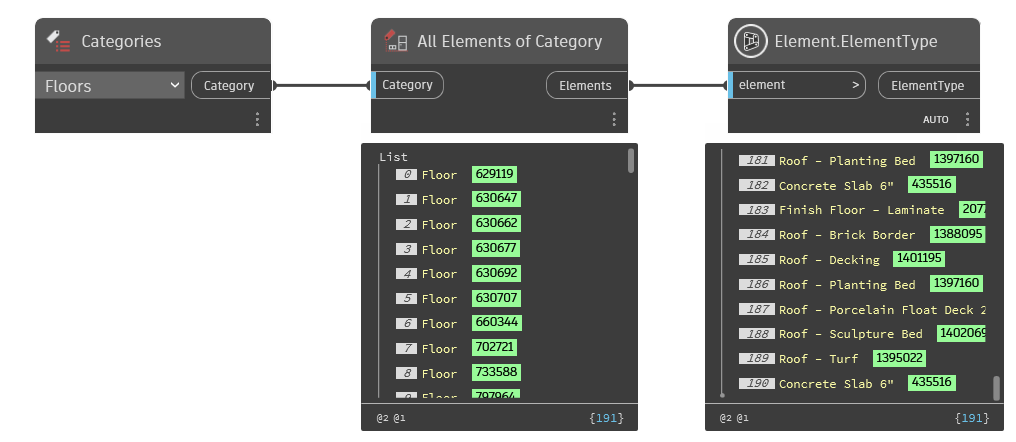 Categories
Floors
Category
All Elements of Category
Category
Elements
Element.ElementType
element
>
ElementType
AUTO
List
0 Floor 629119
1 Floor 630647
2 Floor 630662
3 Floor 630677
4 Floor 630692
5 Floor 630707
6 Floor 660344
7 Floor 702721
8 Floor 733588
9 Floor 797964
@2 @1
{191}
181 Roof - Planting Bed 1397160
182 Concrete Slab 6"  435516
183 Finish Floor - Laminate 207
184 Roof - Brick Border 1388095
185 Roof - Decking 1401195
186 Roof - Planting Bed 1397160
187 Roof - Porcelain Float Deck 2
188 Roof - Sculpture Bed 1402069
189 Roof - Turf 1395022
190 Concrete Slab 6" 435516
@2 @1
{191}